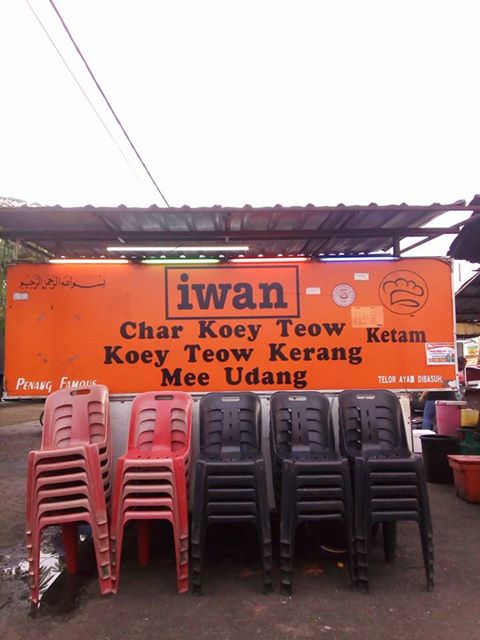 بسم الله الرحمن الرحيم
iwan
Char Koey Teow
Ketam
Koey Teow Kerang
Mee Udang
PENANG FAMOUS
TELOR AYAM DIBASUH